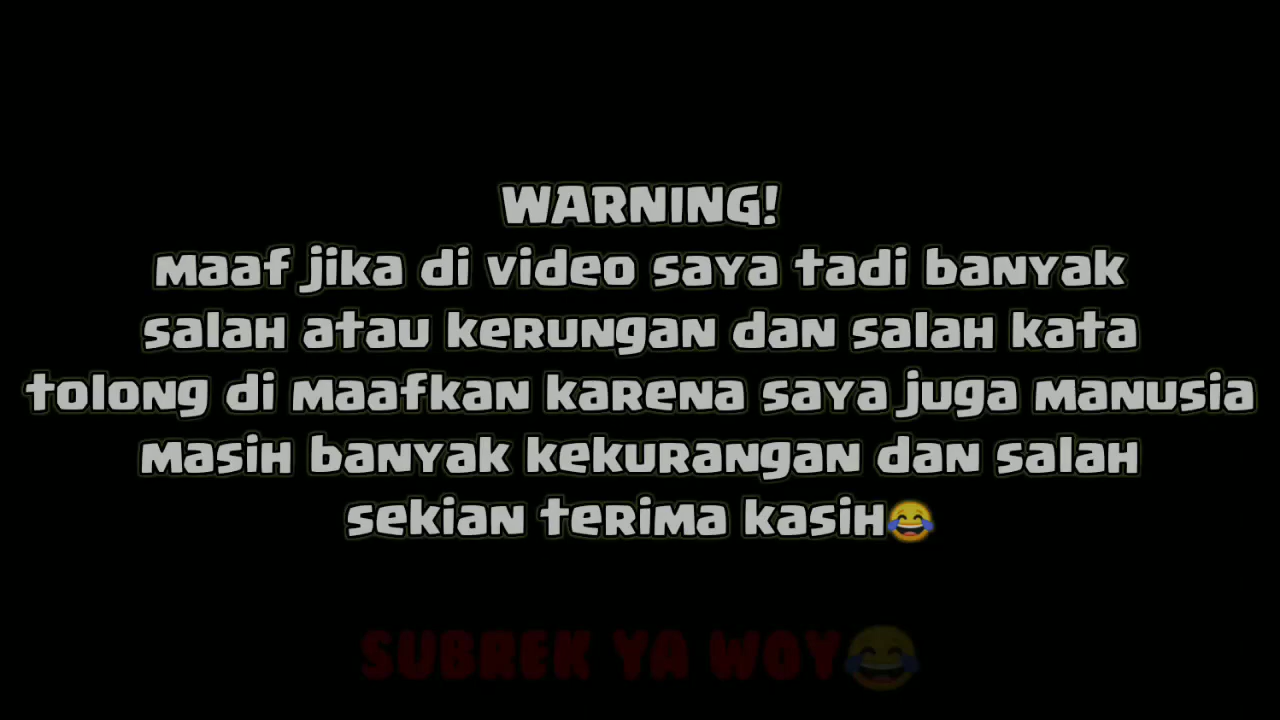 WARNING!
Maaf jika di video saya tadi banyak
salah atau kerungan dan salah kata
tolong di maafkan karena saya juga manusia
masih banyak kekurangan dan salah
sekian terima kasih😂
SUBREK YA WOY😂